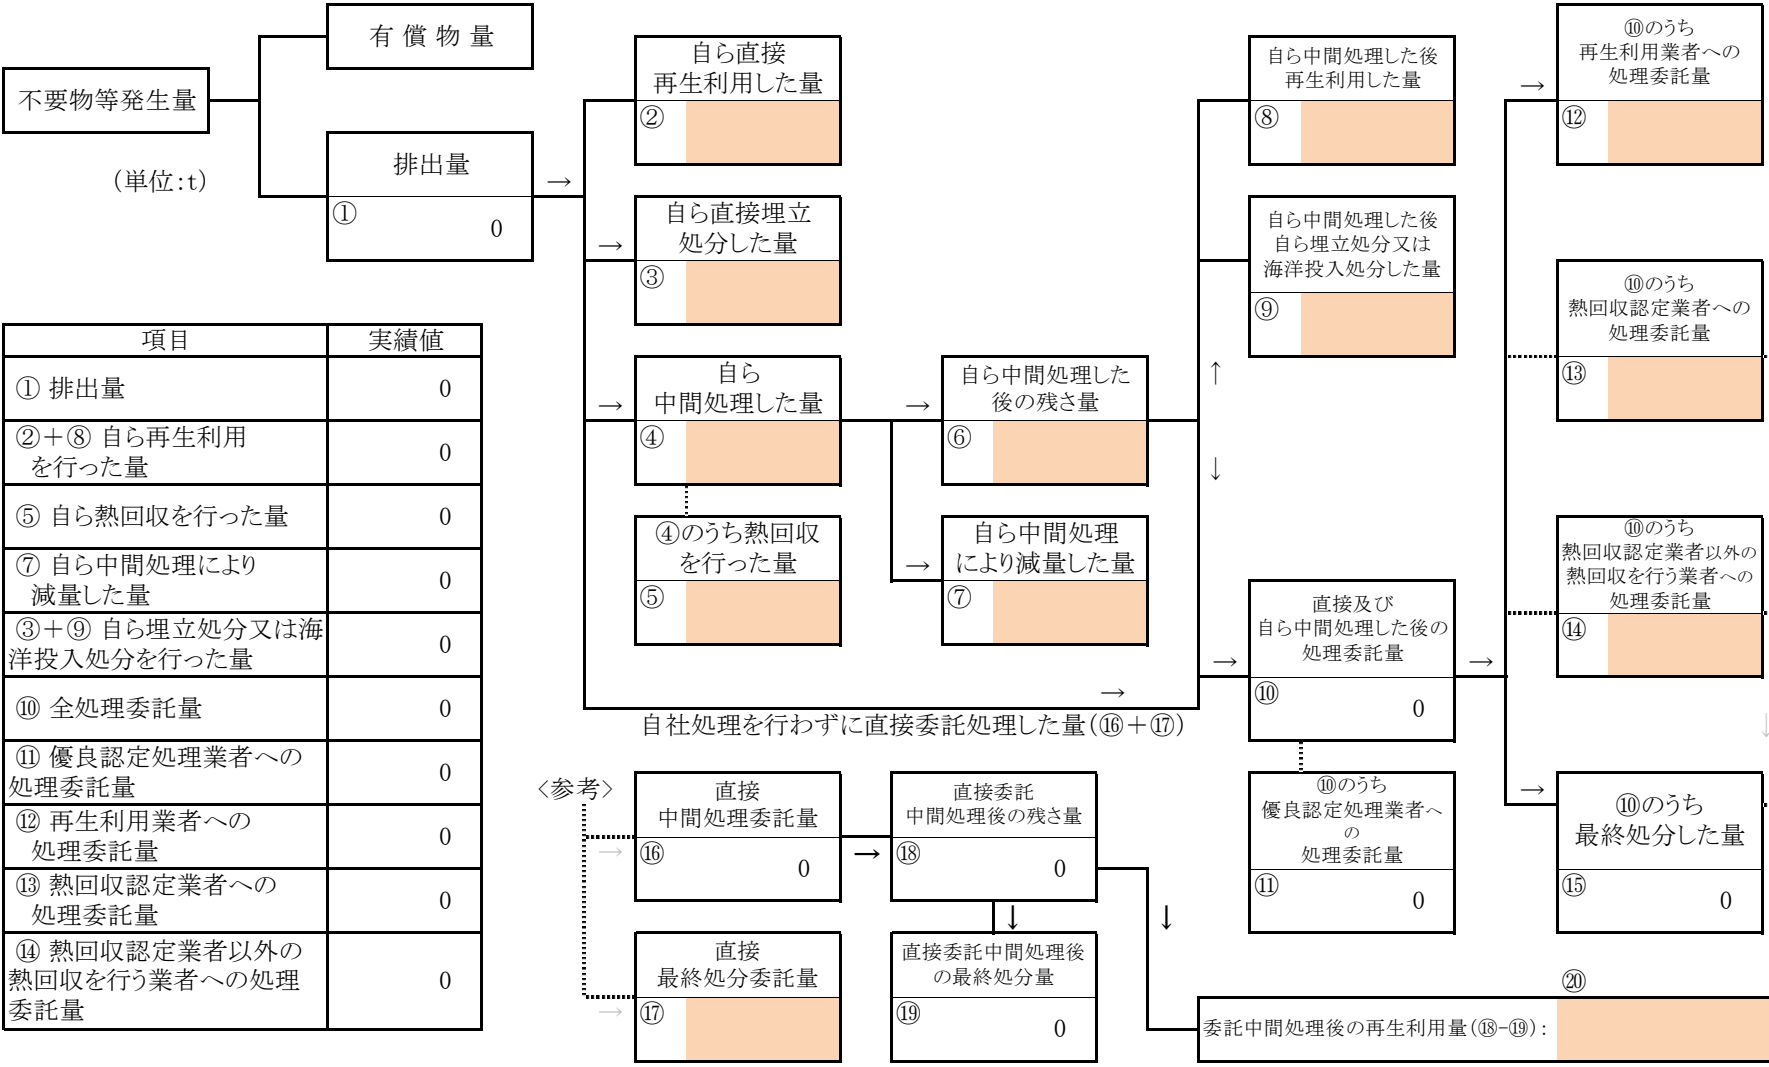 不要物等発生量
(単位:t)
有 償 物 量
排出量
① 0
自ら直接
再生利用した量
②
自ら直接埋立
処分した量
③
自ら
中間処理した量
④
④のうち熱回収
を行った量
⑤
自ら中間処理した
後の残さ量
⑥
自ら中間処理
により減量した量
⑦
自ら中間処理した後
再生利用した量
⑧
自ら中間処理した後
自ら埋立処分又は
海洋投入処分した量
⑨
直接及び
自ら中間処理した後の
処理委託量
⑩ 0
⑩のうち
優良認定処理業者へ
の
処理委託量
⑪ 0
⑩のうち
再生利用業者への
処理委託量
⑫
⑩のうち
熱回収認定業者への
処理委託量
⑬
⑩のうち
熱回収認定業者以外の
熱回収を行う業者への
処理委託量
⑭
⑩のうち
最終処分した量
⑮ 0
自社処理を行わずに直接委託処理した量(⑯+⑰)
<参考>
直接
中間処理委託量
⑯ 0
直接
最終処分委託量
⑰
直接委託
中間処理後の残さ量
⑱ 0
直接委託中間処理後
の最終処分量
⑲ 0
⑳
委託中間処理後の再生利用量(⑱-⑲):
項目 実績値
① 排出量 0
②+⑧ 自ら再生利用
を行った量 0
⑤ 自ら熱回収を行った量 0
⑦ 自ら中間処理により
減量した量 0
③+⑨ 自ら埋立処分又は海
洋投入処分を行った量 0
⑩ 全処理委託量 0
⑪ 優良認定処理業者への
処理委託量 0
⑫ 再生利用業者への
処理委託量 0
⑬ 熱回収認定業者への
処理委託量 0
⑭ 熱回収認定業者以外の
熱回収を行う業者への処理
委託量 0